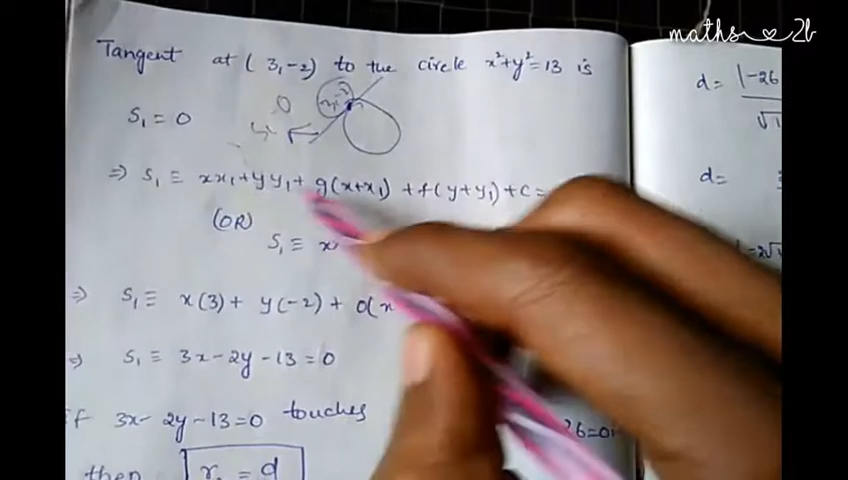 maths ♡ 2b
Tangent at (3,-2) to the circle x²+y²=13 is
S₁ = 0
⇒ S₁ ≡ xx₁+yy₁+ g(x+x₁) + f(y+y₁)+c=
(OR)
S₁ ≡ x
⇒ S₁ ≡ x(3)+ y(-2)+ 0(x
⇒ S₁ ≡ 3x-2y-13=0
If 3x-2y-13=0 touches
26=0
then r = d
d= |-26
d=